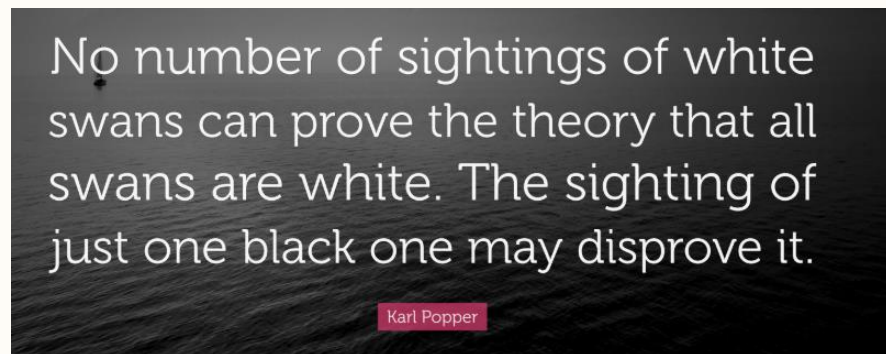 No number of sightings of white
swans can prove the theory that all
swans are white. The sighting of
just one black one may disprove it.
Karl Popper